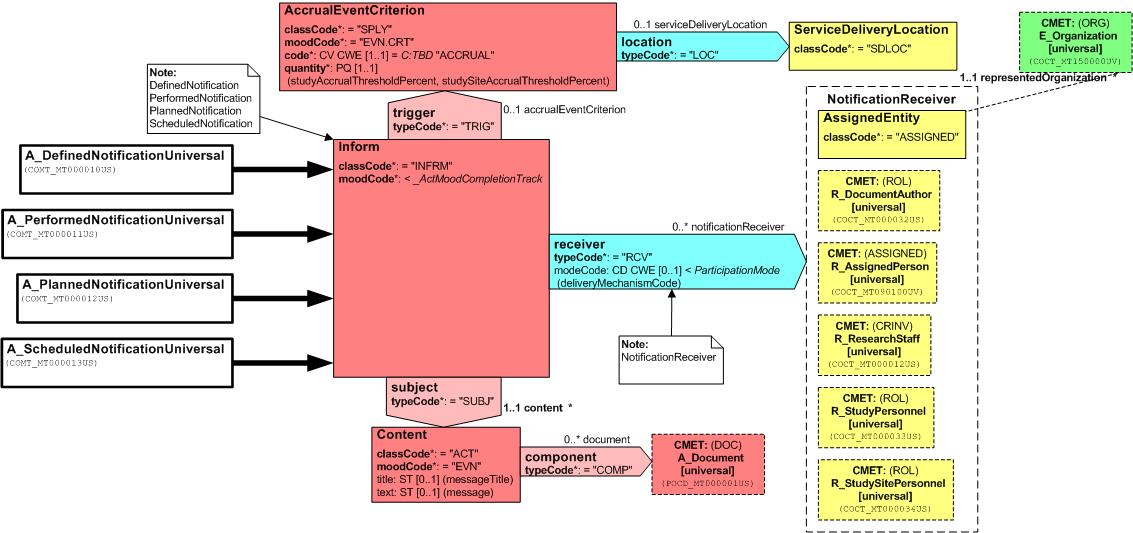 AccrualEventCriterion
classCode*: = "SPLY"
moodCode*: = "EVN.CRT"
code*: CV CWE [1..1] = C:TBD "ACCRUAL"
quantity*: PQ [1..1]
(studyAccrualThresholdPercent, studySiteAccrualThresholdPercent)
0..1 serviceDeliveryLocation
location
typeCode*: = "LOC"
ServiceDeliveryLocation
classCode*: = "SDLOC"
CMET: (ORG)
E_Organization
[universal]
(COCT_MT150000UV)
1..1 representedOrganization *
Note:
DefinedNotification
PerformedNotification
PlannedNotification
ScheduledNotification
trigger
typeCode*: = "TRIG"
0..1 accrualEventCriterion
A_DefinedNotificationUniversal
(COMT_MT000010US)
A_PerformedNotificationUniversal
(COMT_MT000011US)
A_PlannedNotificationUniversal
(COMT_MT000012US)
A_ScheduledNotificationUniversal
(COMT_MT000013US)
Inform
classCode*: = "INFRM"
moodCode*: < _ActMoodCompletionTrack
0..* notificationReceiver
receiver
typeCode*: = "RCV"
modeCode: CD CWE [0..1] < ParticipationMode
(deliveryMechanismCode)
Note:
NotificationReceiver
NotificationReceiver
AssignedEntity
classCode*: = "ASSIGNED"
CMET: (ROL)
R_DocumentAuthor
[universal]
(COCT_MT000032US)
CMET: (ASSIGNED)
R_AssignedPerson
[universal]
(COCT_MT090100UV)
CMET: (CRINV)
R_ResearchStaff
[universal]
(COCT_MT000012US)
CMET: (ROL)
R_StudyPersonnel
[universal]
(COCT_MT000033US)
CMET: (ROL)
R_StudySitePersonnel
[universal]
(COCT_MT000034US)
subject
typeCode*: = "SUBJ"
1..1 content *
Content
classCode*: = "ACT"
moodCode*: = "EVN"
title: ST [0..1] (messageTitle)
text: ST [0..1] (message)
0..* document
component
typeCode*: = "COMP"
CMET: (DOC)
A_Document
[universal]
(POCD_MT000001US)